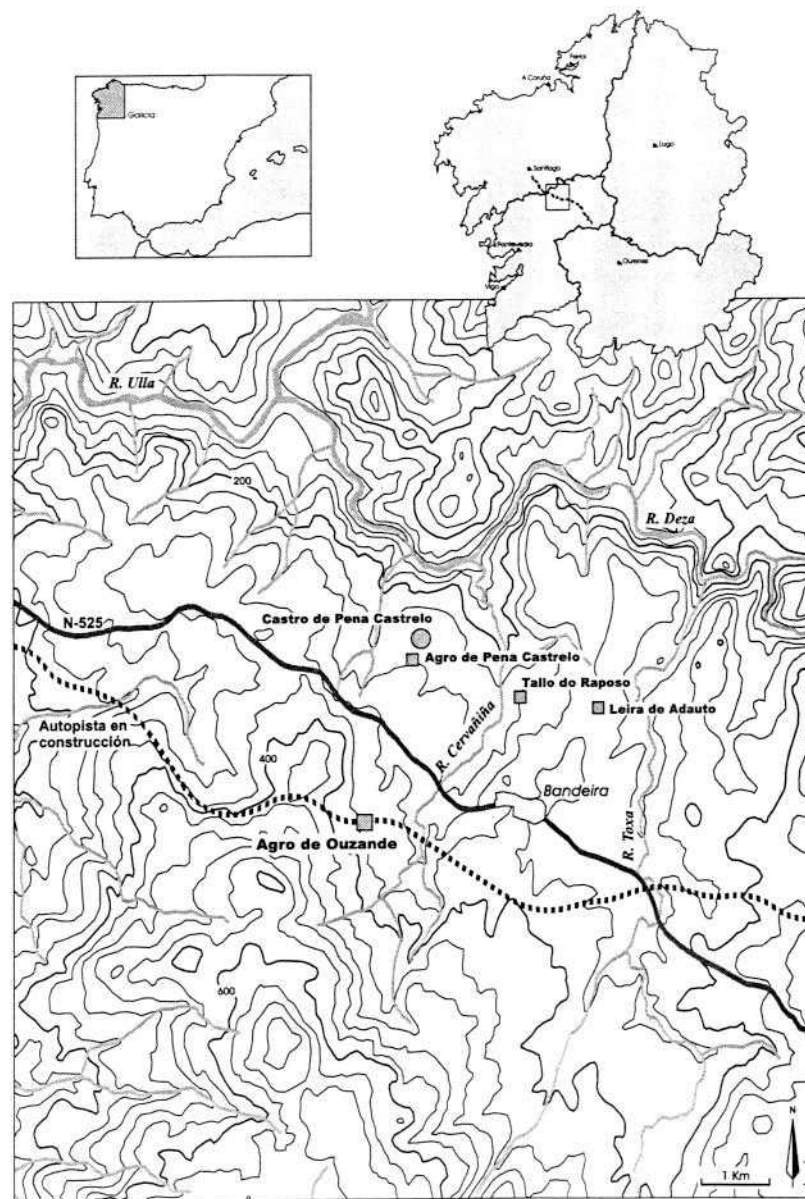 Galicia
Ferrol
A Coruña
Lugo
Santiago
Pontevedra
Ourense
Vigo
R. Ulla
200
R. Deza
N-525
Castro de Pena Castrelo
Agro de Pena Castrelo
Tallo do Raposo
Leira de Adauto
Autopista en
construcción
R. Cervañiña
400
Bandeira
R. Toxa
Agro de Ouzande
600
N
1 Km